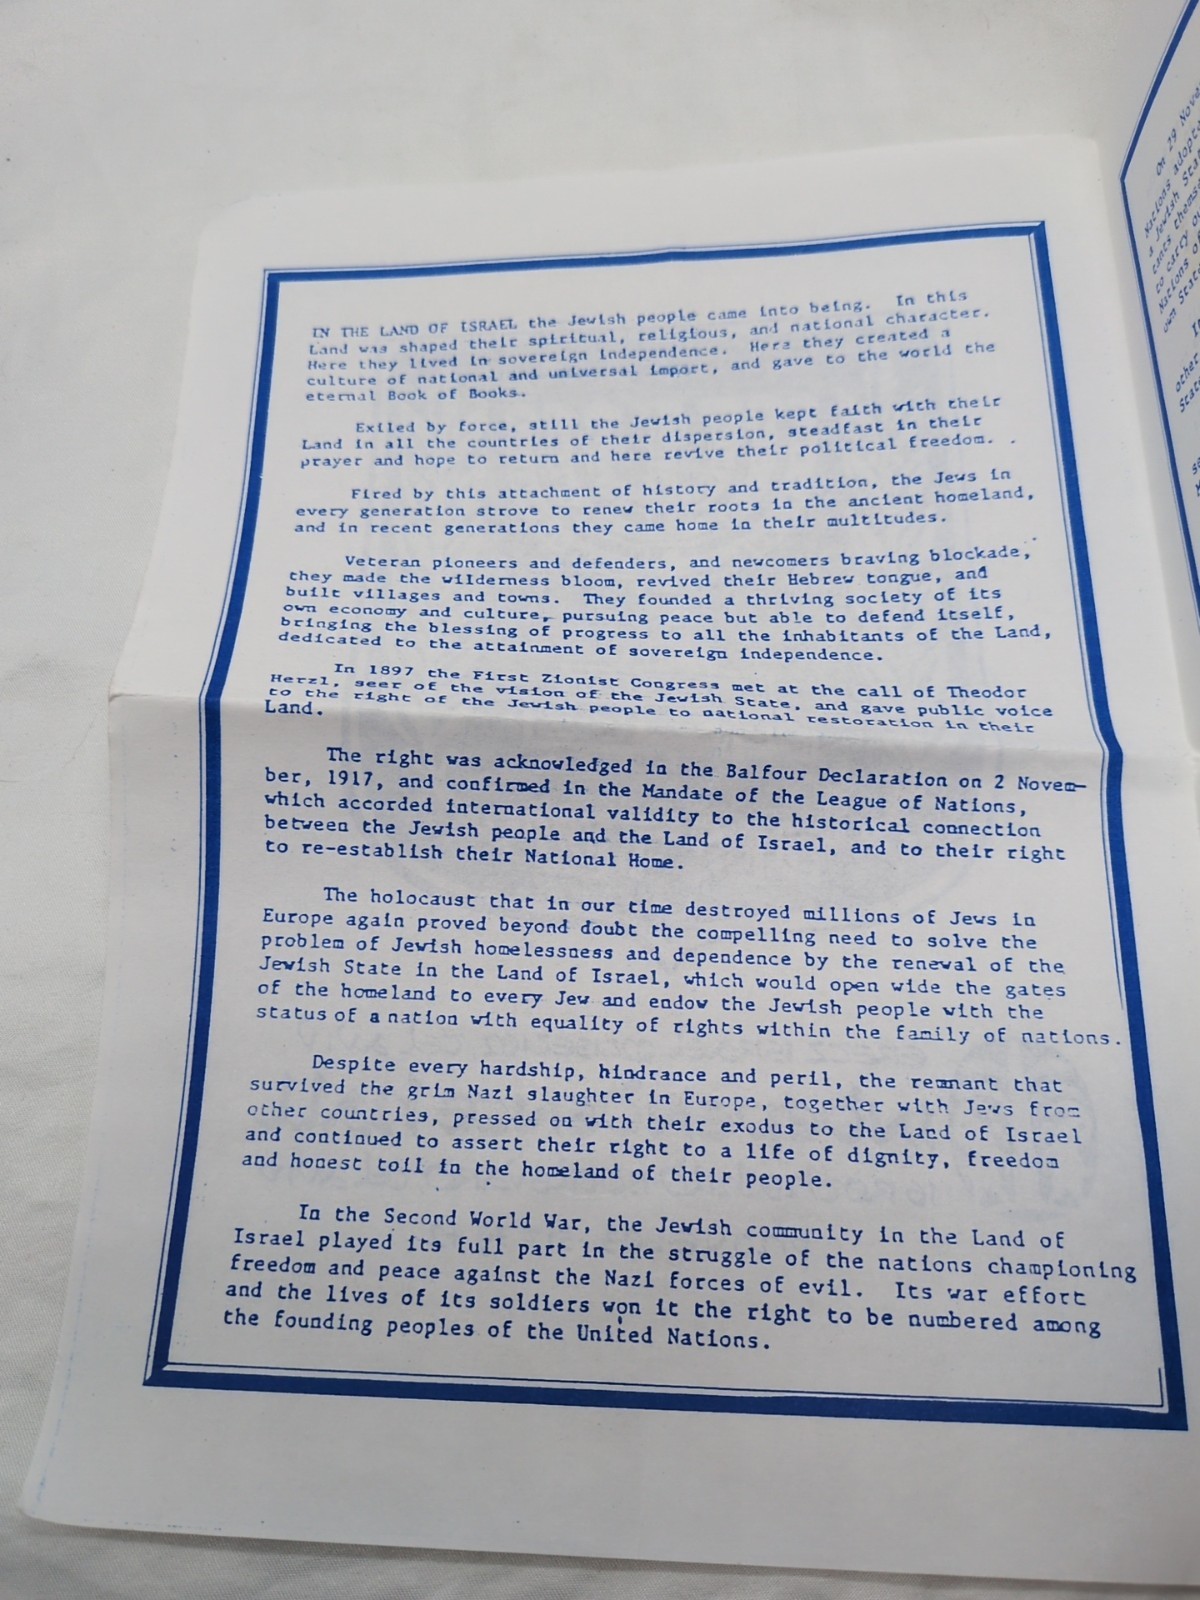 IN THE LAND OF ISRAEL the Jewish people came into being. In this
Land was shaped their spiritual, religious, and national character.
Here they lived in sovereign independence. Here they created a
culture of national and universal import, and gave to the world the
eternal Book of Books.
Exiled by force, still the Jewish people kept faith with their
Land in all the countries of their dispersion, steadfast in their
prayer and hope to return and here revive their political freedom.
Fired by this attachment of history and tradition, the Jews in
every generation strove to renew their roots in the ancient homeland,
and in recent generations they came home in their multitudes.
Veteran pioneers and defenders, and newcomers braving blockade,
they made the wilderness bloom, revived their Hebrew tongue, and
built villages and towns. They founded a thriving society of its
own economy and culture, pursuing peace but able to defend itself,
bringing the blessing of progress to all the inhabitants of the Land,
dedicated to the attainment of sovereign independence.
In 1897 the First Zionist Congress met at the call of Theodor
Herzl, seer of the vision of the Jewish State, and gave public voice
to the right of the Jewish people to national restoration in their
Land.
The right was acknowledged in the Balfour Declaration on 2 Novem-
ber, 1917, and confirmed in the Mandate of the League of Nations,
which accorded international validity to the historical connection
between the Jewish people and the Land of Israel, and to their right
to re-establish their National Home.
The holocaust that in our time destroyed millions of Jews in
Europe again proved beyond doubt the compelling need to solve the
problem of Jewish homelessness and dependence by the renewal of the
Jewish State in the Land of Israel, which would open wide the gates
of the homeland to every Jew and endow the Jewish people with the
status of a nation with equality of rights within the family of nations.
Despite every hardship, hindrance and peril, the remnant that
survived the grim Nazi slaughter in Europe, together with Jews from
other countries, pressed on with their exodus to the Land of Israel
and continued to assert their right to a life of dignity, freedom
and honest toil in the homeland of their people.
In the Second World War, the Jewish community in the Land of
Israel played its full part in the struggle of the nations championing
freedom and peace against the Nazi forces of evil. Its war effort
and the lives of its soldiers won it the right to be numbered among
the founding peoples of the United Nations.
On 29 Nove
Nations adopt
a Jewish Sta
tants thems
to carry o
Nations o
own State
other
State